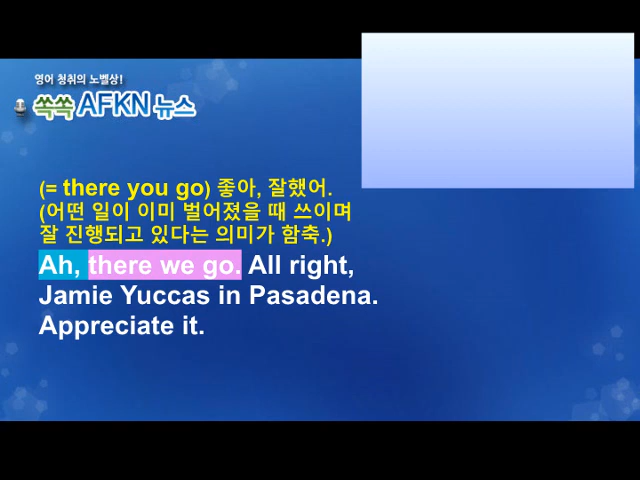 영어 청취의 노벨상!
쏙쏙 AFKN 뉴스
(= there you go) 좋아, 잘했어.
(어떤 일이 이미 벌어졌을 때 쓰이며
잘 진행되고 있다는 의미가 함축.)
Ah, there we go. All right,
Jamie Yuccas in Pasadena.
Appreciate it.